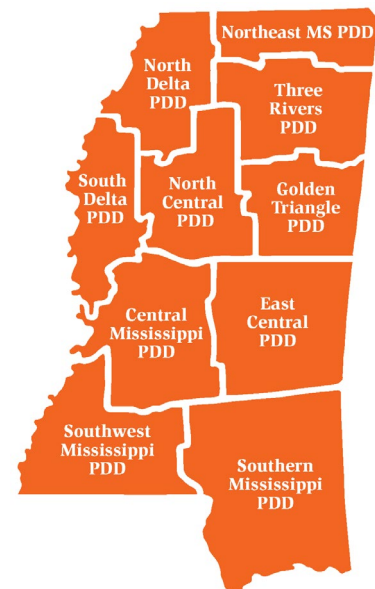 Northeast MS PDD
North
Delta
PDD
Three
Rivers
PDD
South
Delta
PDD
North
Central
PDD
Golden
Triangle
PDD
Central
Mississippi
PDD
East
Central
PDD
Southwest
Mississippi
PDD
Southern
Mississippi
PDD